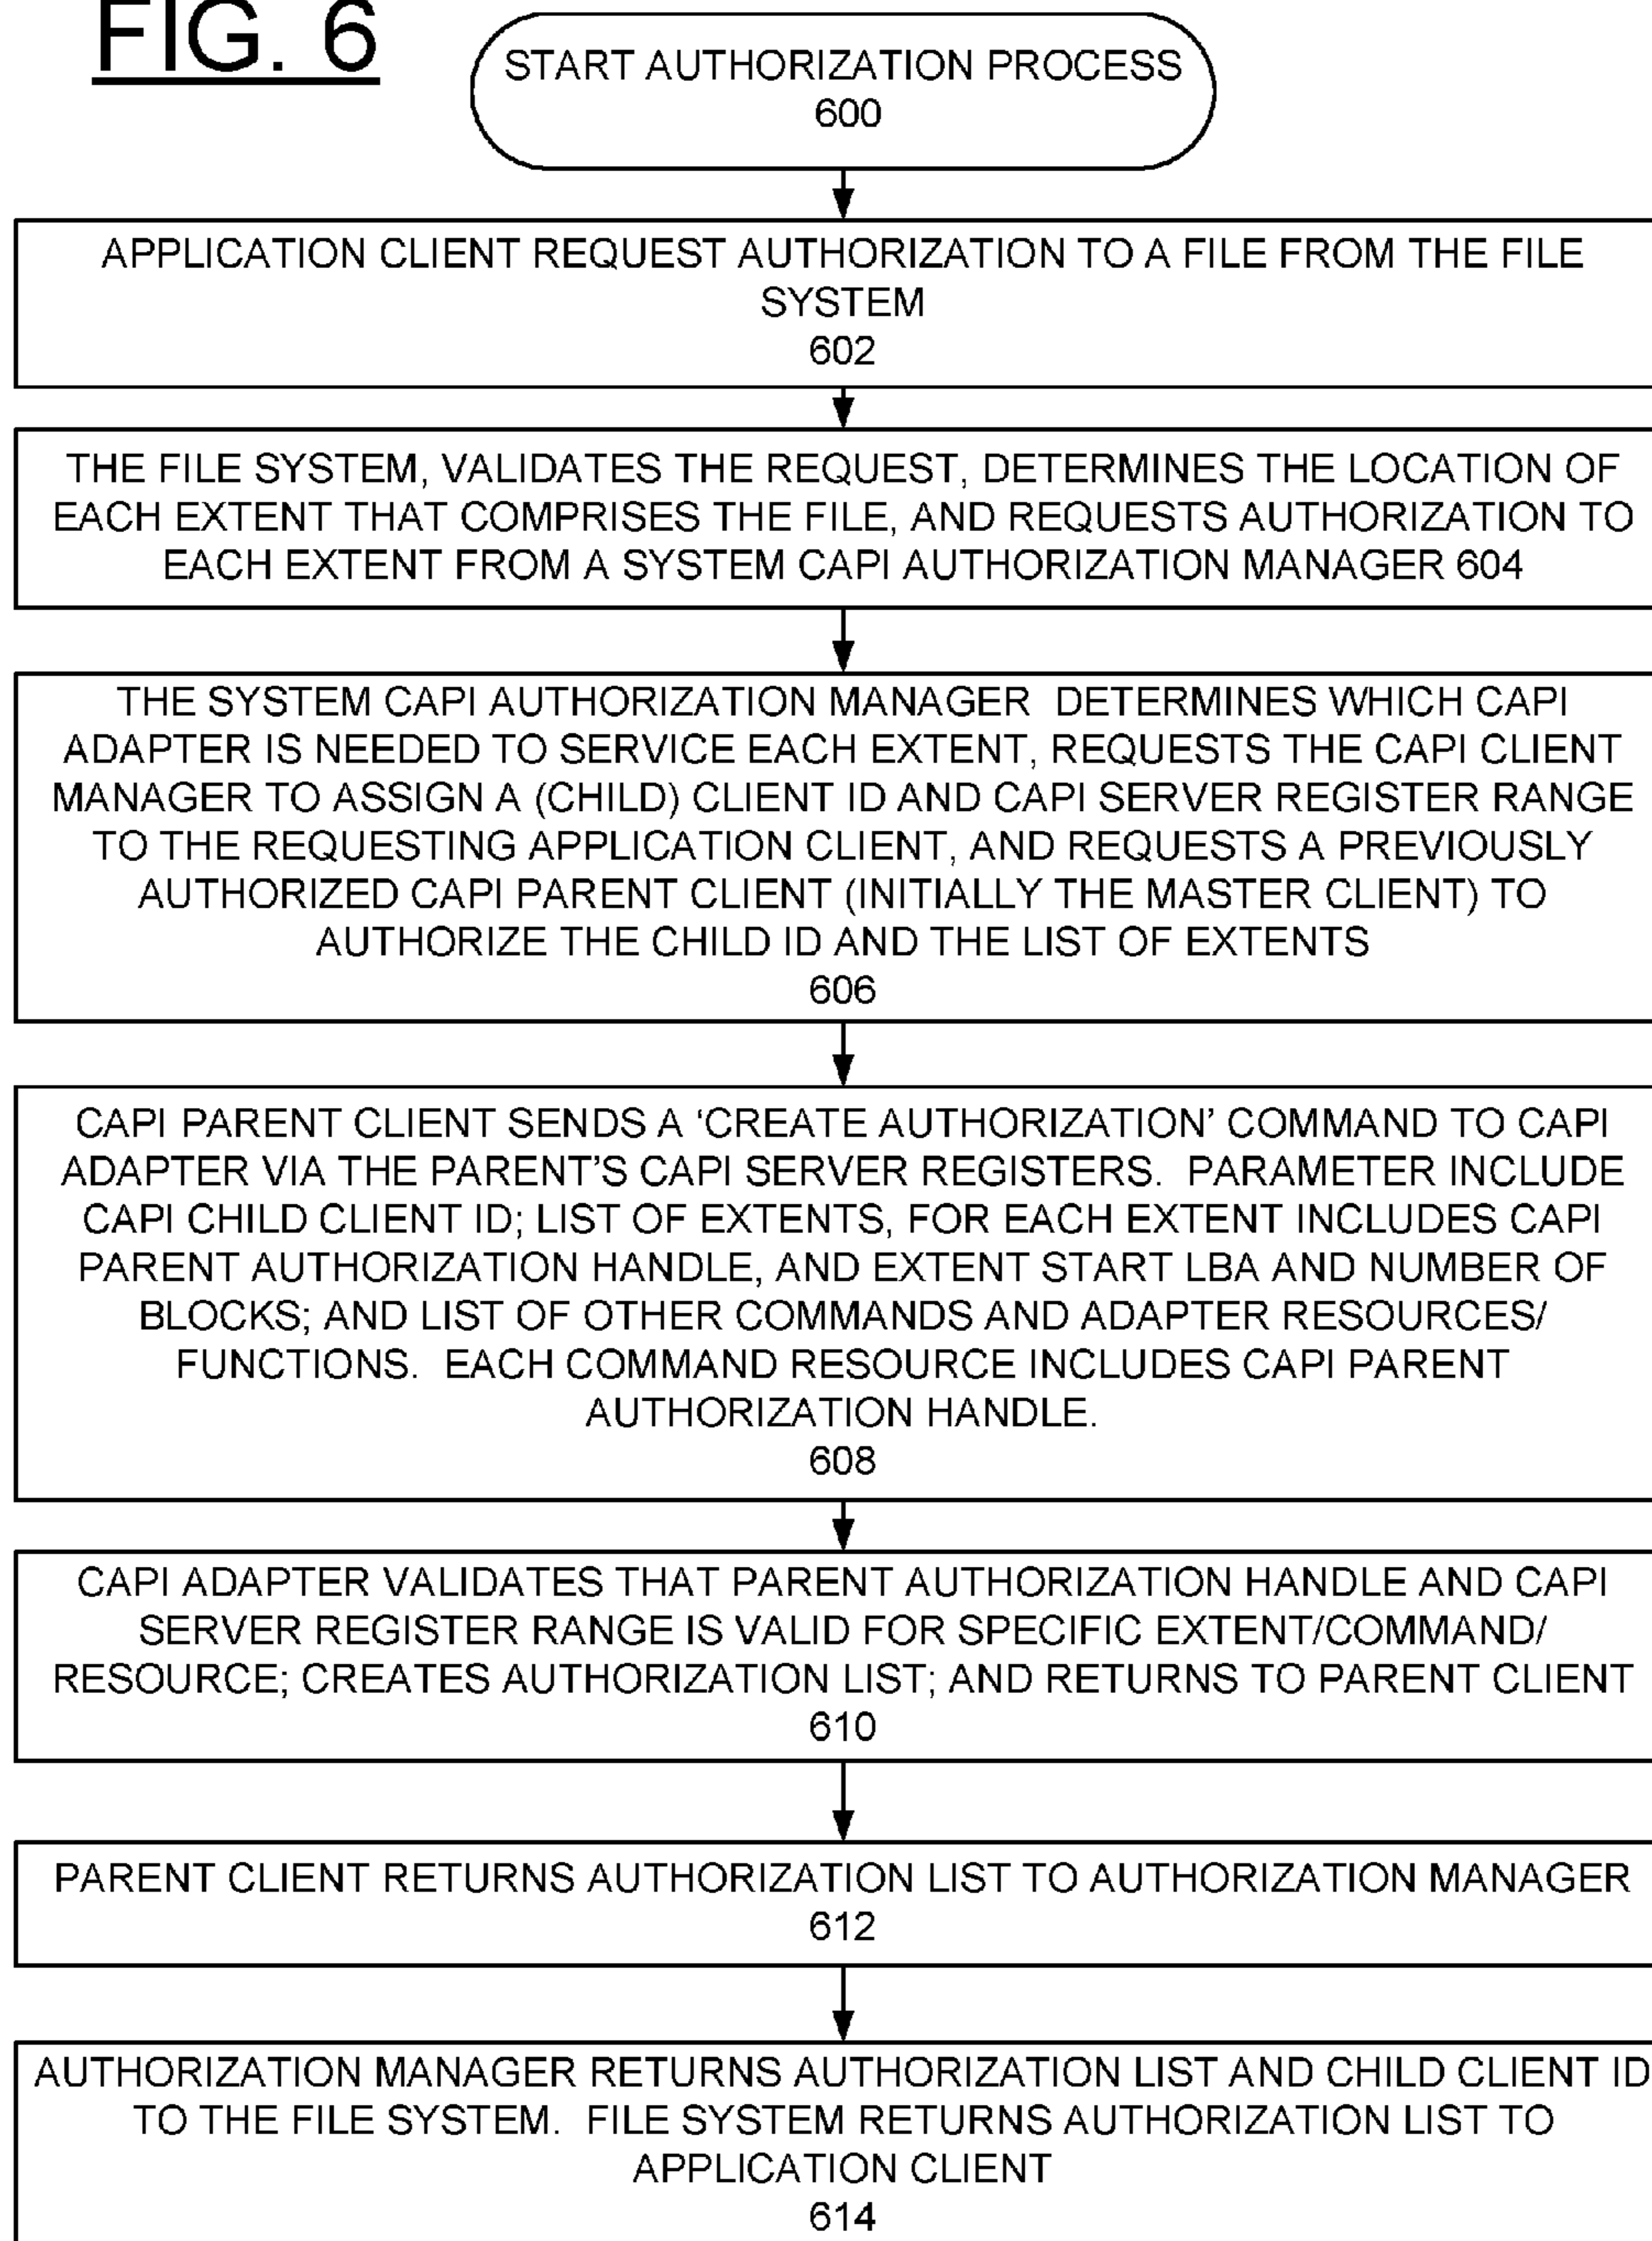 FIG. 6
START AUTHORIZATION PROCESS
600
APPLICATION CLIENT REQUEST AUTHORIZATION TO A FILE FROM THE FILE
SYSTEM
602
THE FILE SYSTEM, VALIDATES THE REQUEST, DETERMINES THE LOCATION OF
EACH EXTENT THAT COMPRISES THE FILE, AND REQUESTS AUTHORIZATION TO
EACH EXTENT FROM A SYSTEM CAPI AUTHORIZATION MANAGER 604
THE SYSTEM CAPI AUTHORIZATION MANAGER DETERMINES WHICH CAPI
ADAPTER IS NEEDED TO SERVICE EACH EXTENT, REQUESTS THE CAPI CLIENT
MANAGER TO ASSIGN A (CHILD) CLIENT ID AND CAPI SERVER REGISTER RANGE
TO THE REQUESTING APPLICATION CLIENT, AND REQUESTS A PREVIOUSLY
AUTHORIZED CAPI PARENT CLIENT (INITIALLY THE MASTER CLIENT) TO
AUTHORIZE THE CHILD ID AND THE LIST OF EXTENTS
606
CAPI PARENT CLIENT SENDS A ‘CREATE AUTHORIZATION’ COMMAND TO CAPI
ADAPTER VIA THE PARENT’S CAPI SERVER REGISTERS. PARAMETER INCLUDE
CAPI CHILD CLIENT ID; LIST OF EXTENTS, FOR EACH EXTENT INCLUDES CAPI
PARENT AUTHORIZATION HANDLE, AND EXTENT START LBA AND NUMBER OF
BLOCKS; AND LIST OF OTHER COMMANDS AND ADAPTER RESOURCES/
FUNCTIONS. EACH COMMAND RESOURCE INCLUDES CAPI PARENT
AUTHORIZATION HANDLE.
608
CAPI ADAPTER VALIDATES THAT PARENT AUTHORIZATION HANDLE AND CAPI
SERVER REGISTER RANGE IS VALID FOR SPECIFIC EXTENT/COMMAND/
RESOURCE; CREATES AUTHORIZATION LIST; AND RETURNS TO PARENT CLIENT
610
PARENT CLIENT RETURNS AUTHORIZATION LIST TO AUTHORIZATION MANAGER
612
AUTHORIZATION MANAGER RETURNS AUTHORIZATION LIST AND CHILD CLIENT ID
TO THE FILE SYSTEM. FILE SYSTEM RETURNS AUTHORIZATION LIST TO
APPLICATION CLIENT
614